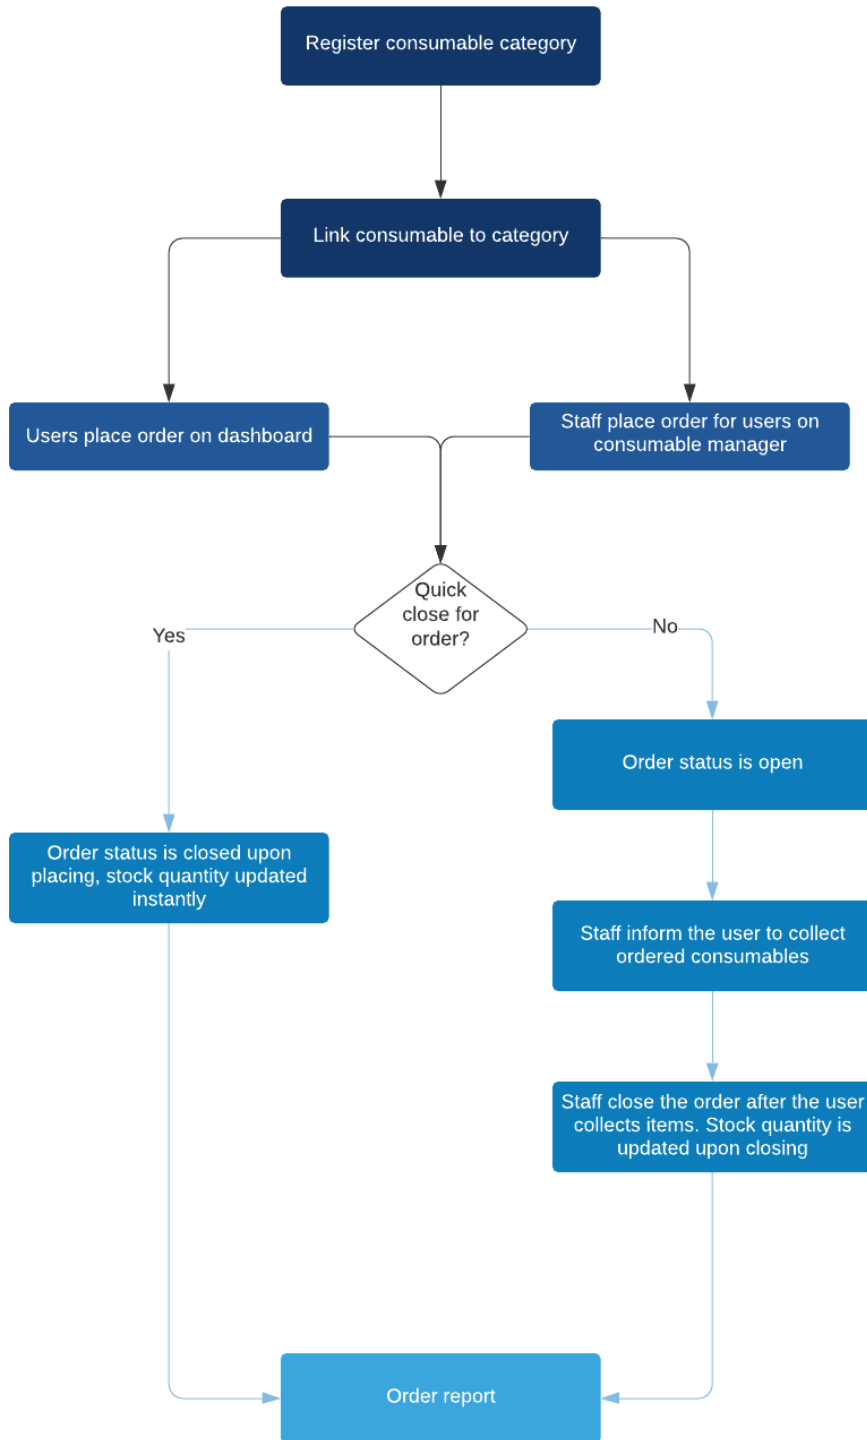 Register consumable category
Link consumable to category
Users place order on dashboard
Staff place order for users on
consumable manager
Quick
close for
order?
Yes
No
Order status is open
Order status is closed upon
placing, stock quantity updated
instantly
Staff inform the user to collect
ordered consumables
Staff close the order after the user
collects items. Stock quantity is
updated upon closing
Order report